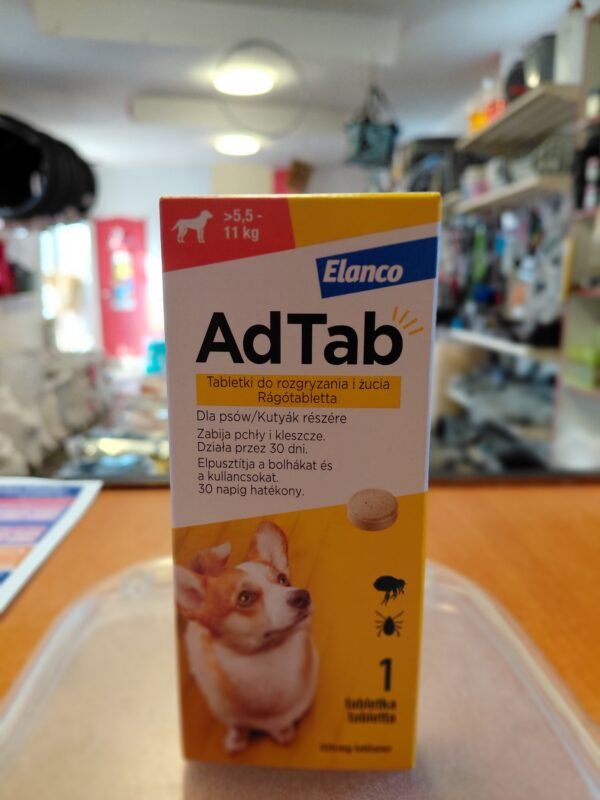 >5,5 -
11 kg
Elanco
AdTab
Tabletki do rozgryzania i żucia
Rágótabletta
Dla psów/Kutyák részére
Zabija pchły i kleszcze.
Działa przez 30 dni.
Elpusztítja a bolhákat és
a kullancsokat.
30 napig hatékony.
1
tabletka
tabletta